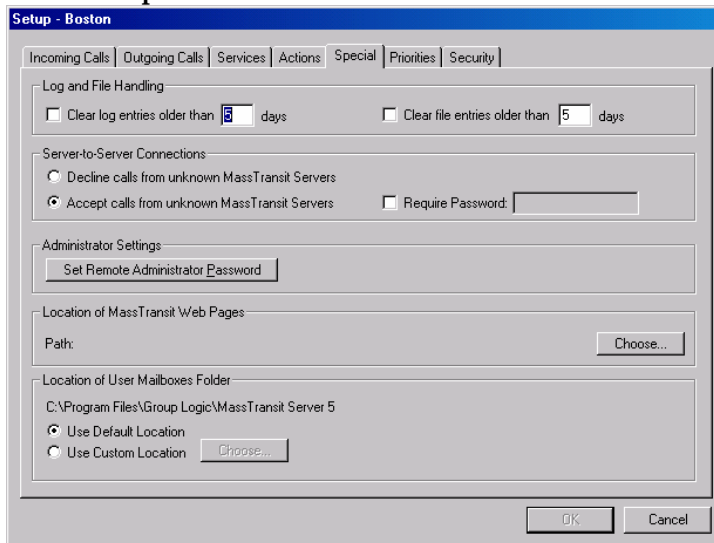 Setup - Boston
Incoming Calls Outgoing Calls Services Actions Special Priorities Security
Log and File Handling
Clear log entries older than 5 days Clear file entries older than 5 days
Server-to-Server Connections
Decline calls from unknown MassTransit Servers
Accept calls from unknown MassTransit Servers Require Password:
Administrator Settings
Set Remote Administrator Password
Location of MassTransit Web Pages
Path: Choose...
Location of User Mailboxes Folder
C:\Program Files\Group Logic\MassTransit Server 5
Use Default Location
Use Custom Location Choose...
OK Cancel